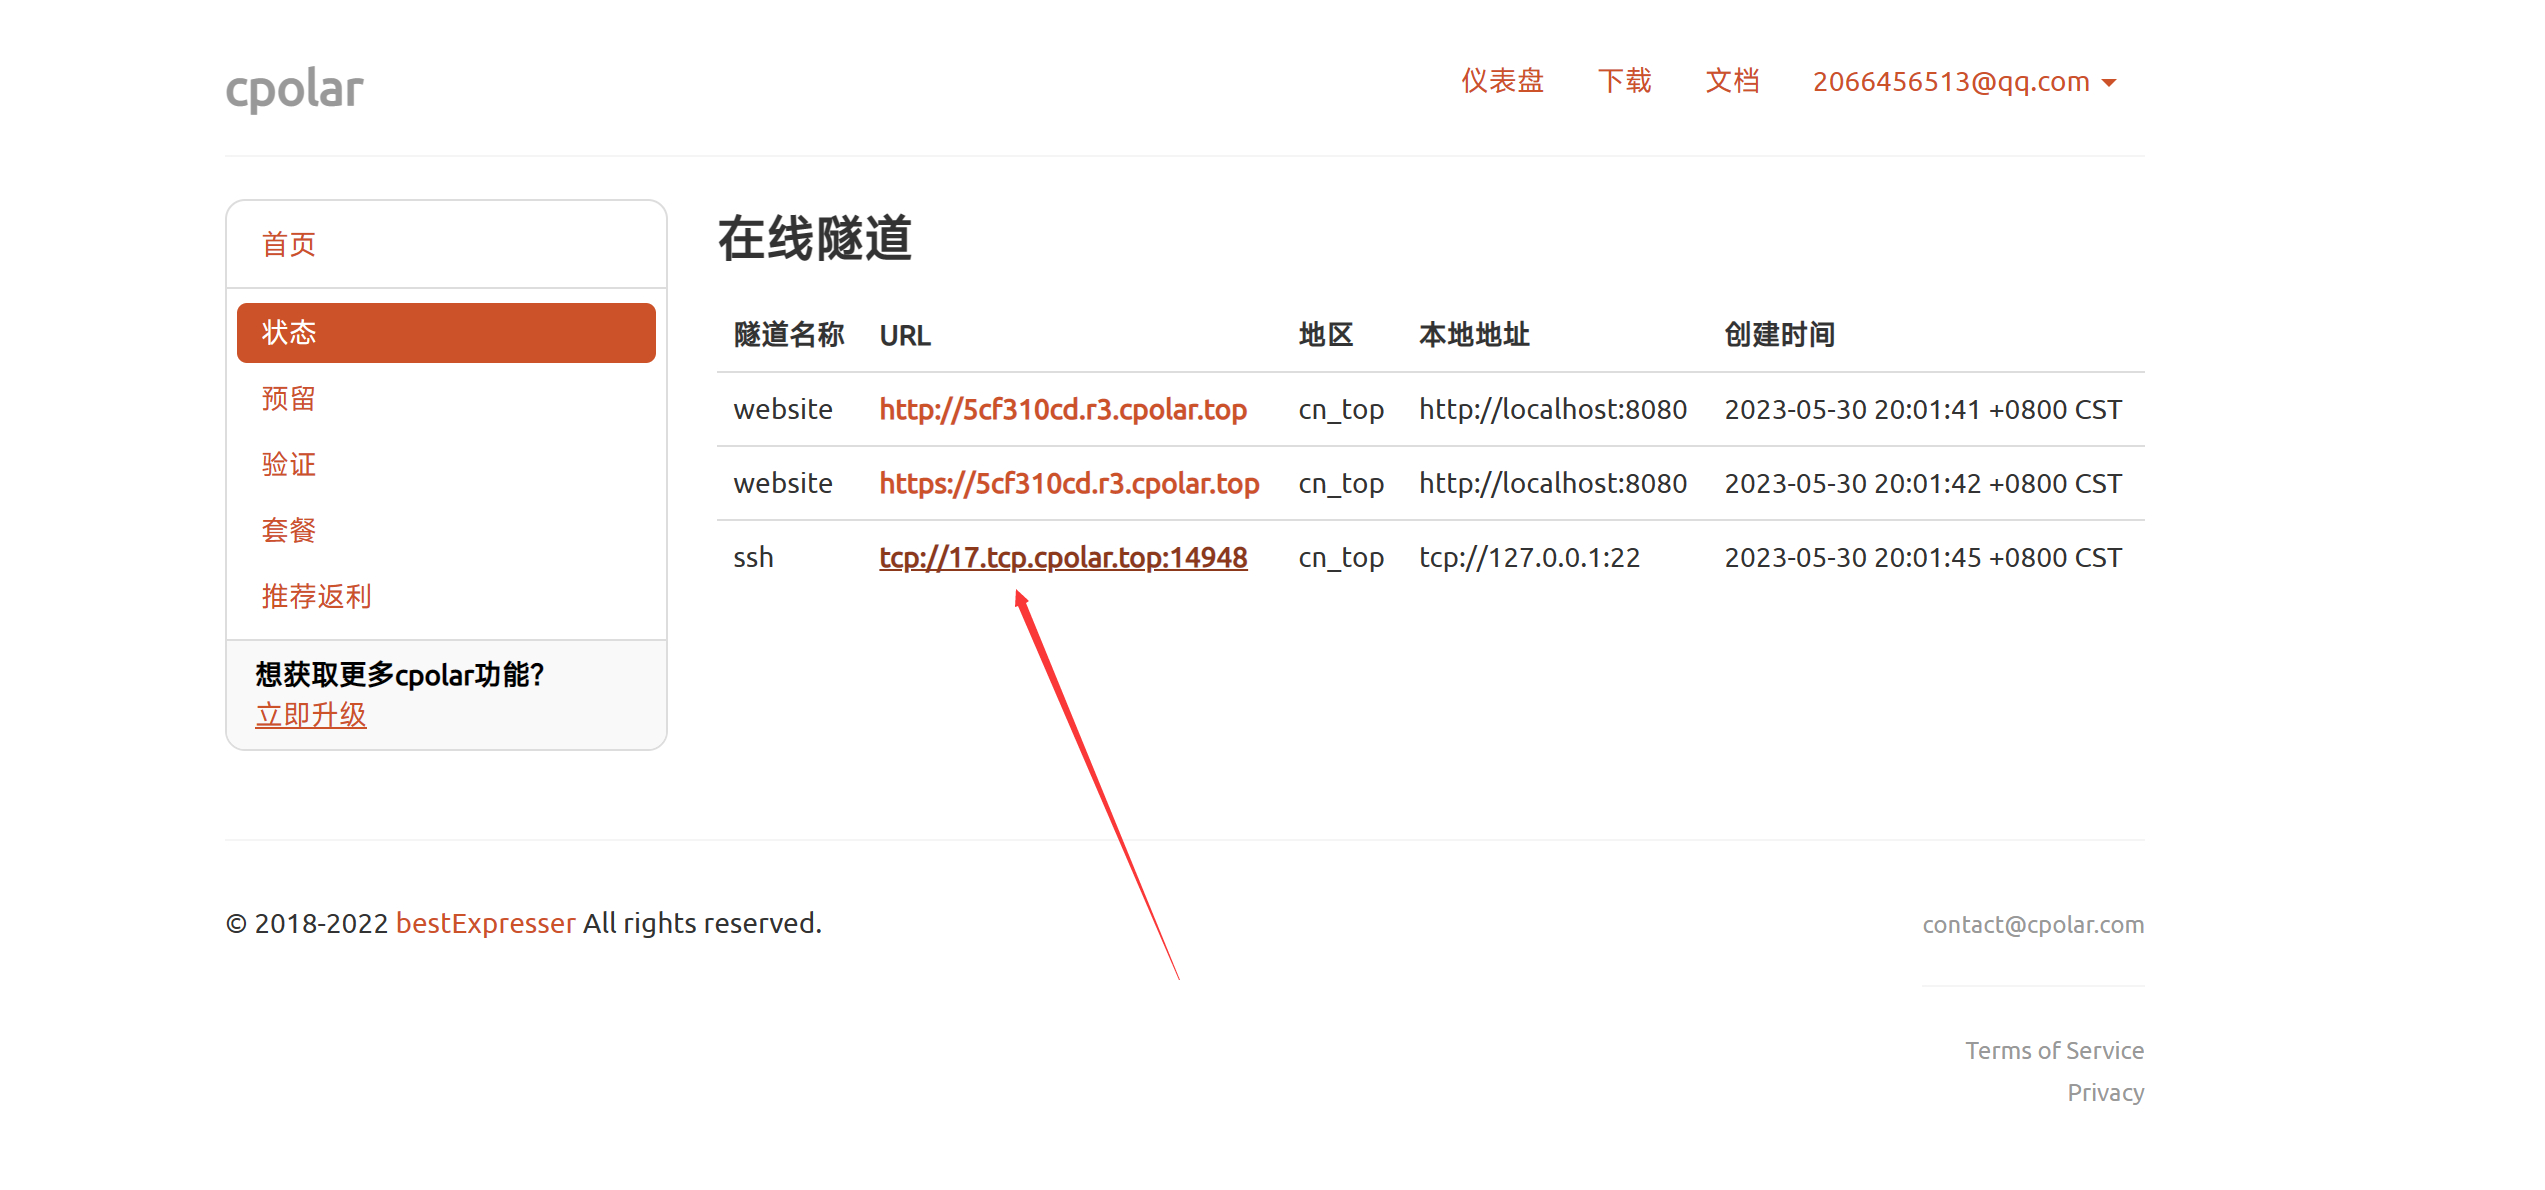 cpolar
仪表盘 下载 文档 2066456513@qq.com
首页
状态
预留
验证
套餐
推荐返利
想获取更多cpolar功能?
立即升级
在线隧道
隧道名称 URL 地区 本地地址 创建时间
website http://5cf310cd.r3.cpolar.top cn_top http://localhost:8080 2023-05-30 20:01:41 +0800 CST
website https://5cf310cd.r3.cpolar.top cn_top http://localhost:8080 2023-05-30 20:01:42 +0800 CST
ssh tcp://17.tcp.cpolar.top:14948 cn_top tcp://127.0.0.1:22 2023-05-30 20:01:45 +0800 CST
© 2018-2022 bestExpresser All rights reserved.
contact@cpolar.com
Terms of Service
Privacy